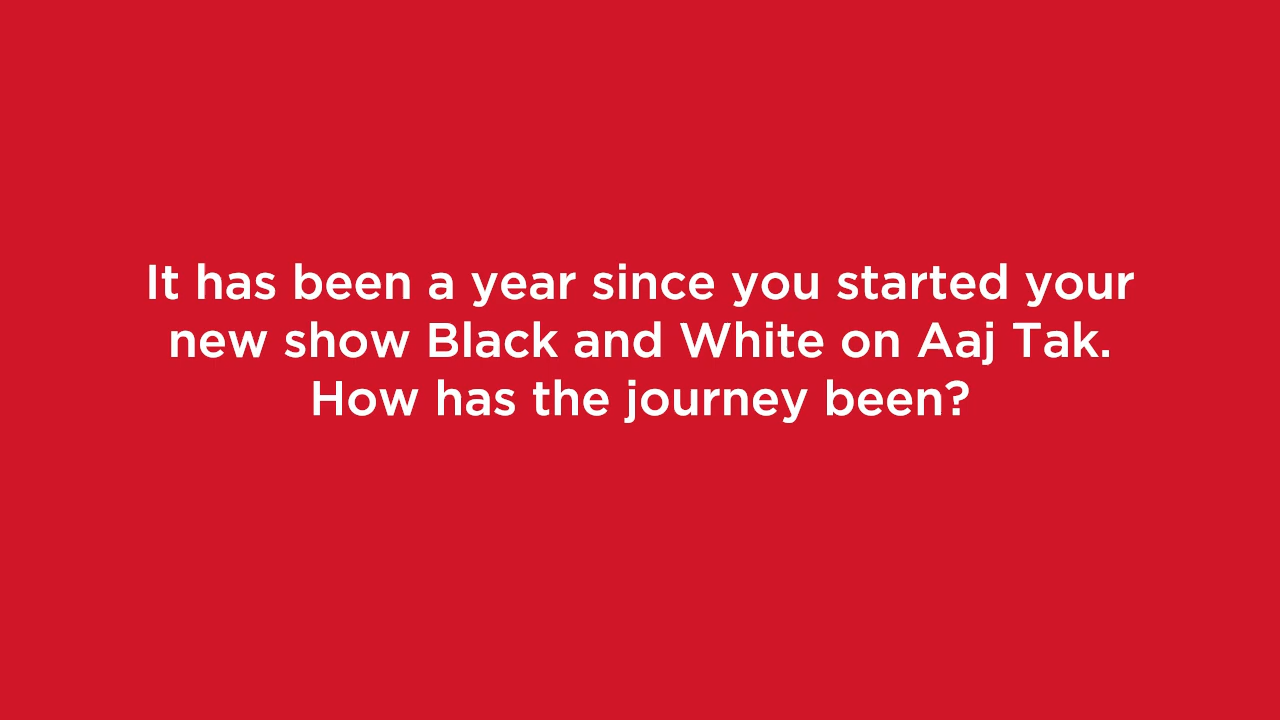 It has been a year since you started your
new show Black and White on Aaj Tak.
How has the journey been?